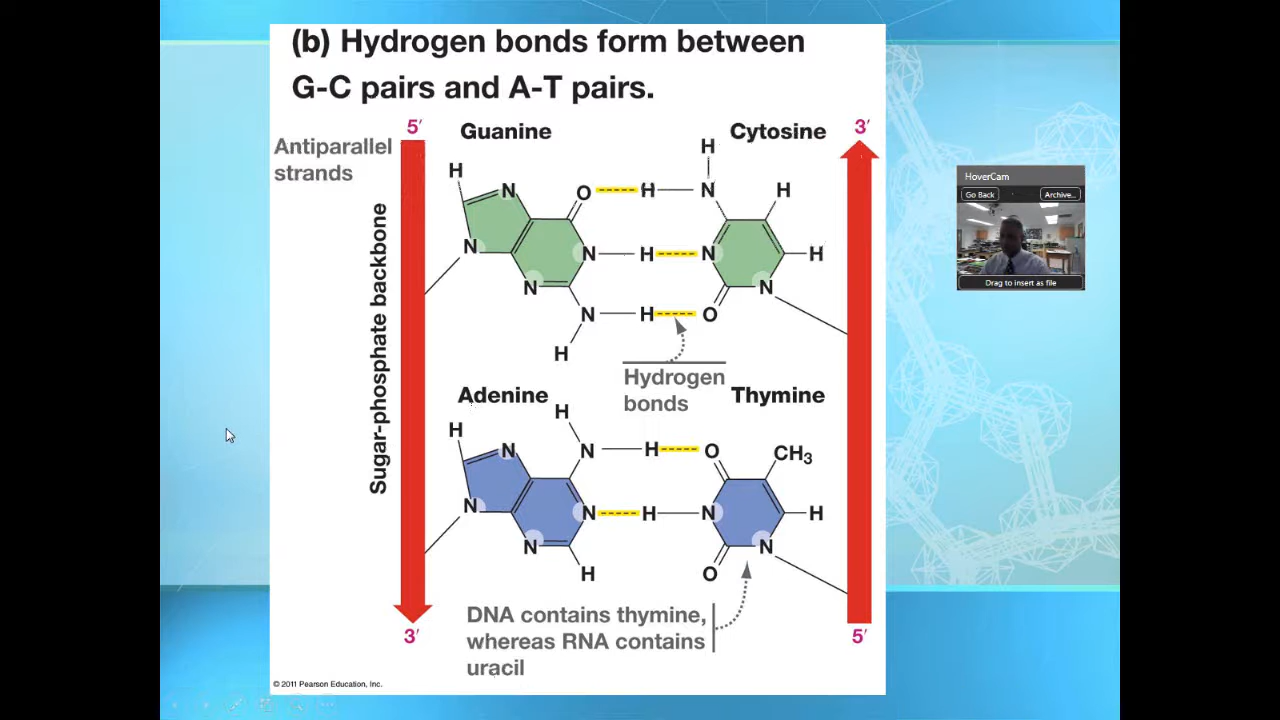 (b) Hydrogen bonds form between
G-C pairs and A-T pairs.
5′
Guanine
Cytosine
3′
Antiparallel
strands
Sugar-phosphate backbone
H
N
O
H
N
H
N
N
H
N
H
N
N
H
O
N
H
Hydrogen
bonds
Adenine
Thymine
H
H
N
N
H
O
CH3
N
N
H
N
H
N
H
O
N
3′
5′
DNA contains thymine,
whereas RNA contains
uracil
© 2011 Pearson Education, Inc.
HoverCam
Go Back
Archive...
Drag to insert as file